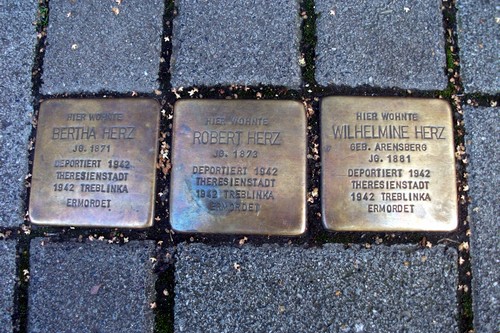 HIER WOHNTE
BERTHA HERZ
JG. 1871
DEPORTIERT 1942
THERESIENSTADT
1942 TREBLINKA
ERMORDET
HIER WOHNTE
ROBERT HERZ
JG. 1873
DEPORTIERT 1942
THERESIENSTADT
1942 TREBLINKA
ERMORDET
HIER WOHNTE
WILHELMINE HERZ
GEB. ARENSBERG
JG. 1881
DEPORTIERT 1942
THERESIENSTADT
1942 TREBLINKA
ERMORDET